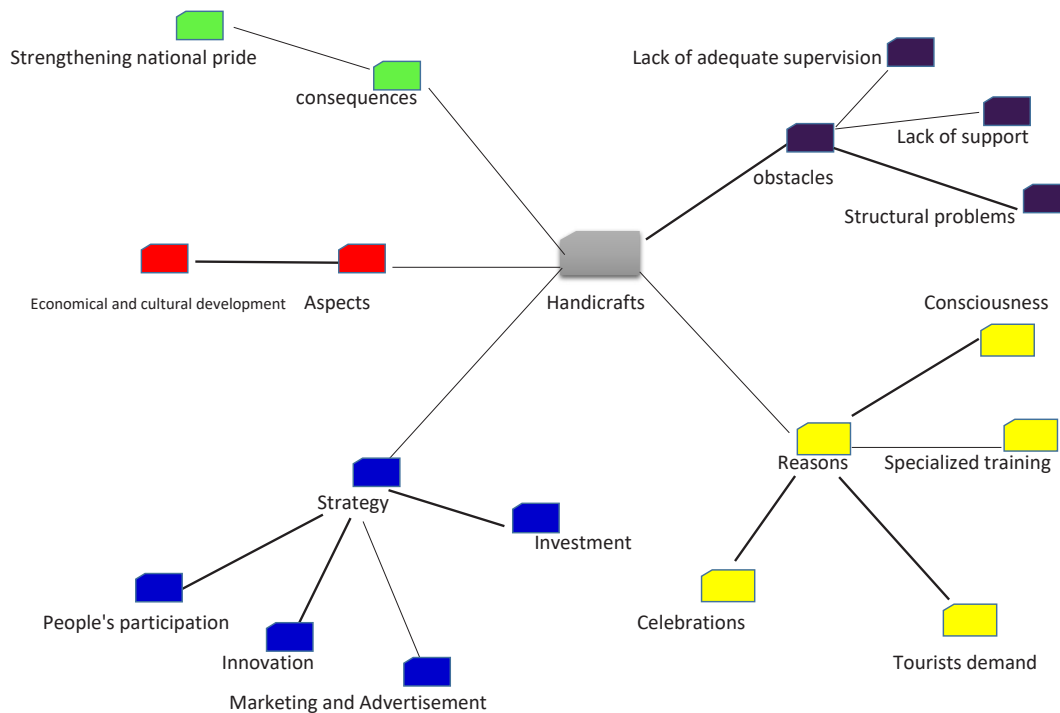 Strengthening national pride
consequences
Lack of adequate supervision
Lack of support
obstacles
Structural problems
Economical and cultural development
Aspects
Handicrafts
Consciousness
Reasons
Specialized training
Strategy
Investment
People's participation
Innovation
Marketing and Advertisement
Celebrations
Tourists demand